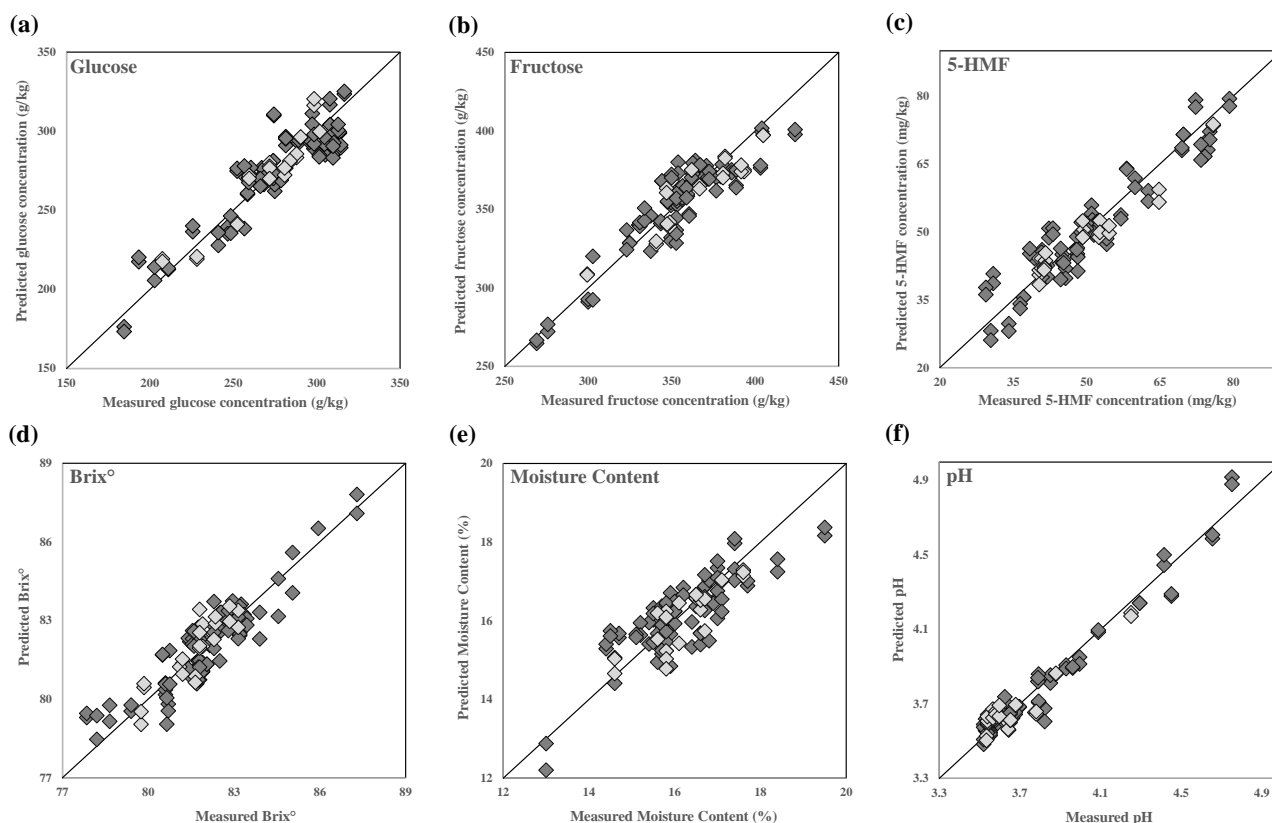 (a)
Glucose
350
300
250
200
150
150
200
250
300
350
Predicted glucose concentration (g/kg)
Measured glucose concentration (g/kg)
(b)
Fructose
450
400
350
300
250
250
300
350
400
450
Predicted fructose concentration (g/kg)
Measured fructose concentration (g/kg)
(c)
5-HMF
80
65
50
35
20
20
35
50
65
80
Predicted 5-HMF concentration (mg/kg)
Measured 5-HMF concentration (mg/kg)
(d)
Brix°
89
86
83
80
77
77
80
83
86
89
Predicted Brix°
Measured Brix°
(e)
Moisture Content
20
18
16
14
12
12
14
16
18
20
Predicted Moisture Content (%)
Measured Moisture Content (%)
(f)
pH
4.9
4.5
4.1
3.7
3.3
3.3
3.7
4.1
4.5
4.9
Predicted pH
Measured pH